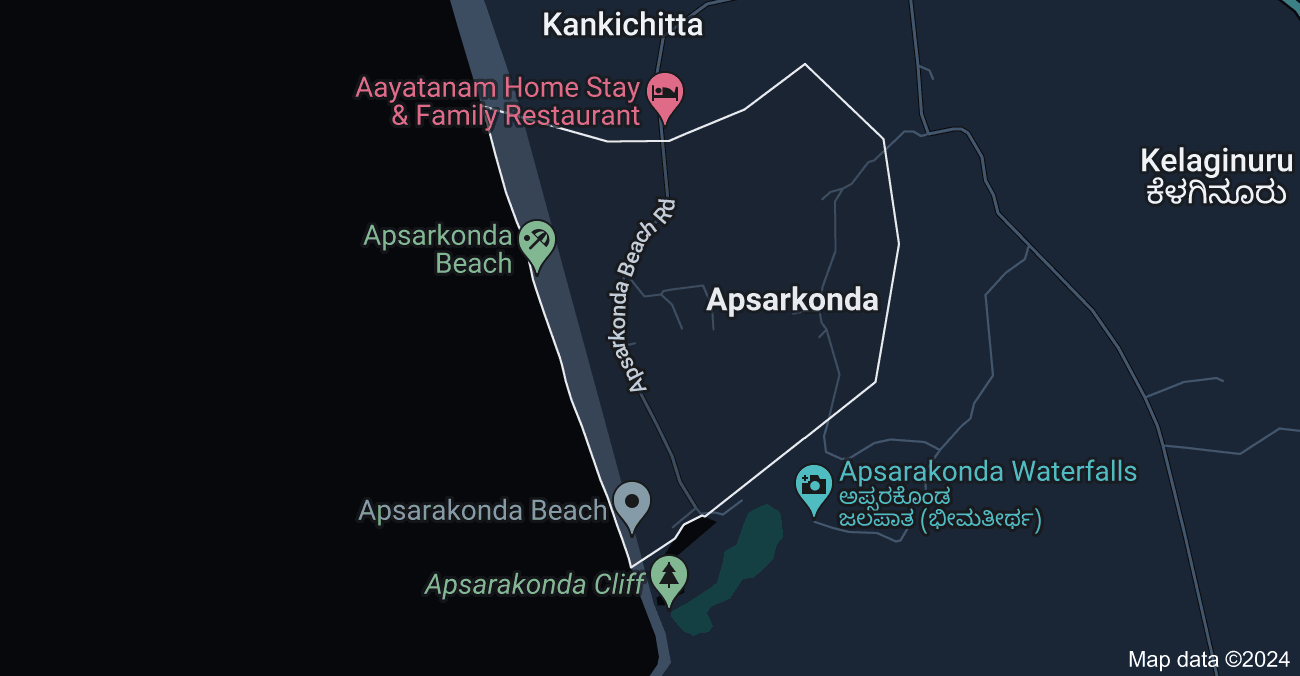 Kankichitta
Aayatanam Home Stay
& Family Restaurant
Kelaginuru
ಕೆಳಗಿನೂರು
Apsarkonda
Beach
Apsarkonda Beach Rd
Apsarkonda
Apsarakonda Waterfalls
ಅಪ್ಸರಕೊಂಡ
ಜಲಪಾತ (ಭೀಮತೀರ್ಥ)
Apsarakonda Beach
Apsarakonda Cliff
Map data ©2024